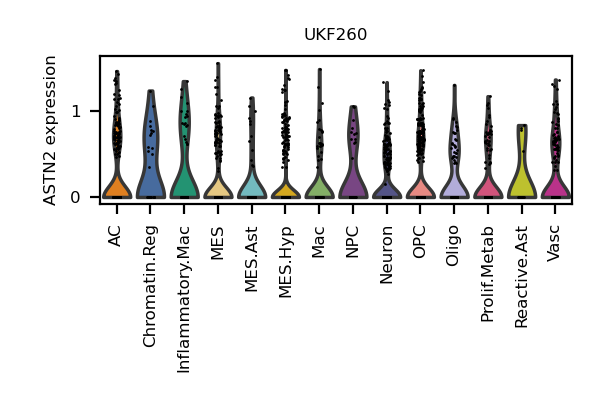 UKF260
ASTN2 expression
1
0
AC
Chromatin.Reg
Inflammatory.Mac
MES
MES.Ast
MES.Hyp
Mac
NPC
Neuron
OPC
Oligo
Prolif.Metab
Reactive.Ast
Vasc